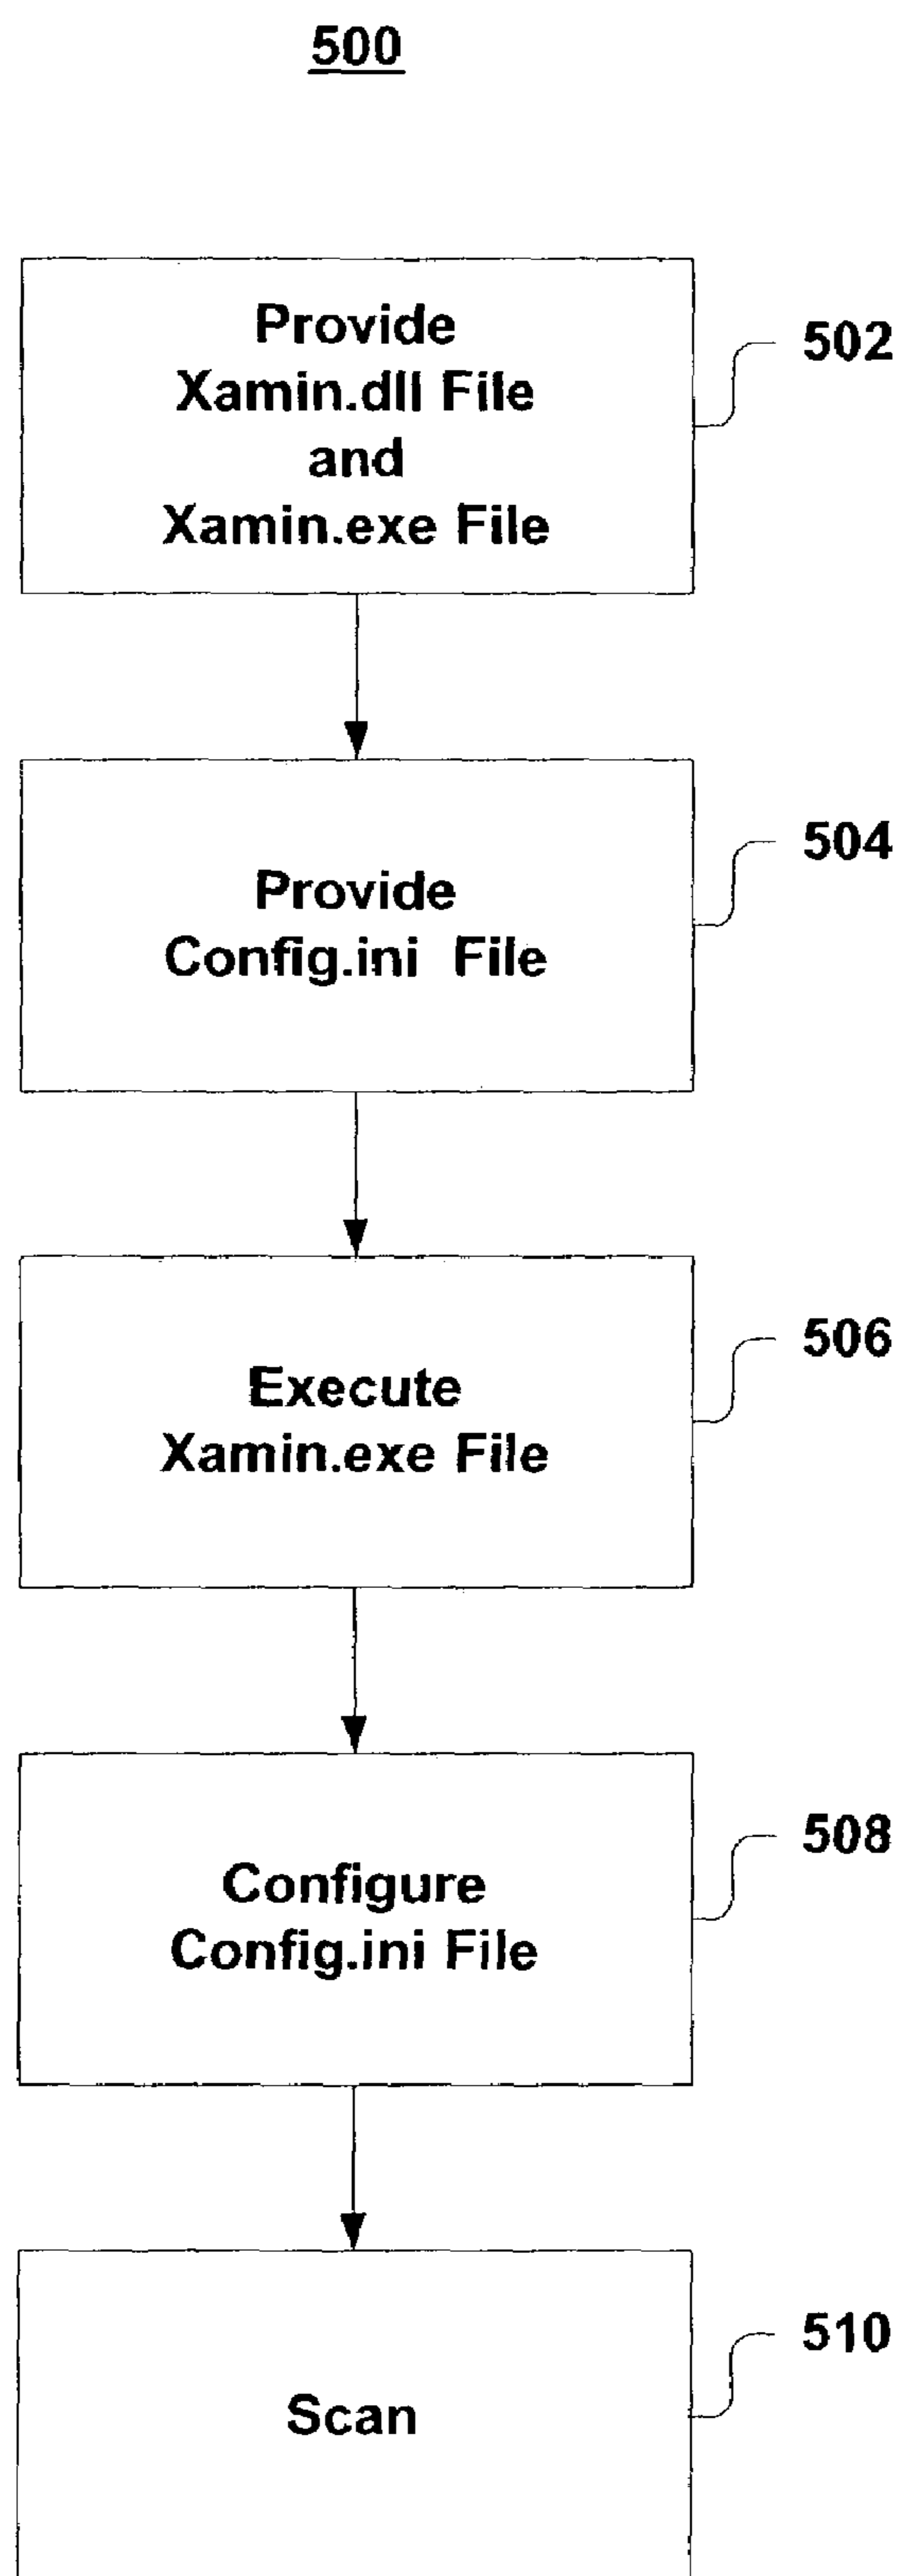 500
Provide
Xamin.dll File
and
Xamin.exe File
502
Provide
Config.ini File
504
Execute
Xamin.exe File
506
Configure
Config.ini File
508
Scan
510